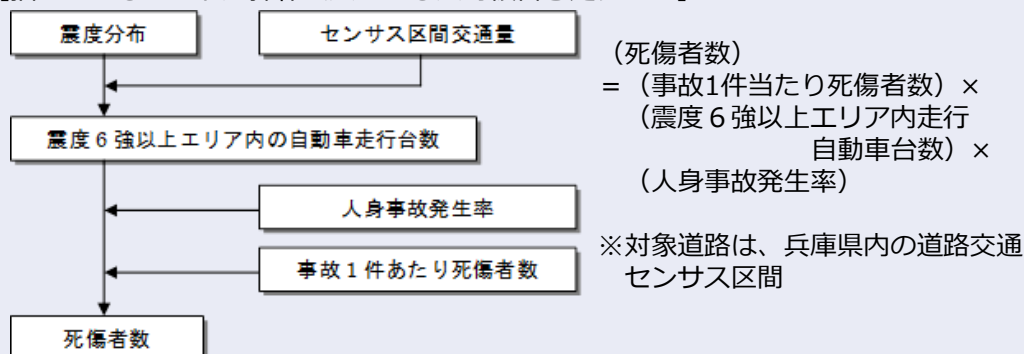 震度分布
センサス区間交通量
震度６強以上エリア内の自動車走行台数
人身事故発生率
事故１件あたり死傷者数
死傷者数
（死傷者数）
＝（事故1件当たり死傷者数）×
（震度６強以上エリア内走行
自動車台数）×
（人身事故発生率）
※対象道路は、兵庫県内の道路交通
センサス区間